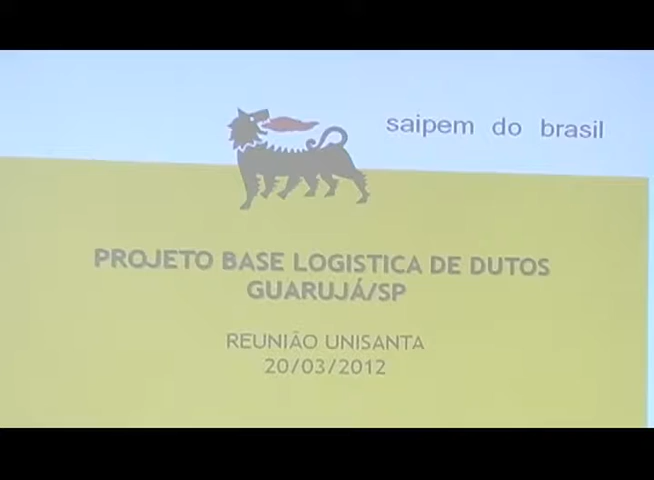 saipem do brasil
PROJETO BASE LOGISTICA DE DUTOS
GUARUJÁ/SP
REUNIÃO UNISANTA
20/03/2012